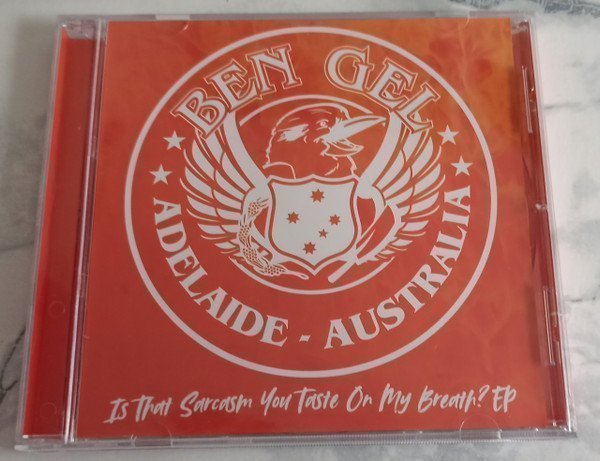 BEN GEL
ADELAIDE - AUSTRALIA
Is That Sarcasm You Taste On My Breath? EP